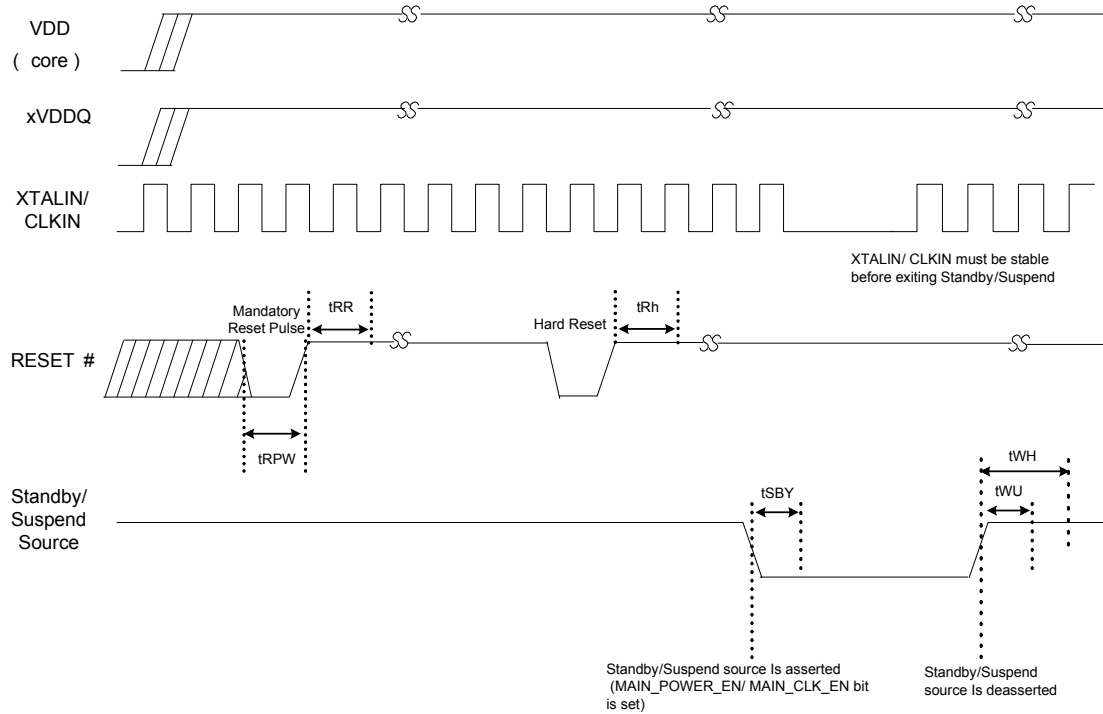 VDD
( core )
xVDDQ
XTALIN/
CLKIN
XTALIN/ CLKIN must be stable
before exiting Standby/Suspend
Mandatory
Reset Pulse
tRR
Hard Reset
tRh
RESET #
tRPW
tWH
Standby/
Suspend
Source
tSBY
tWU
Standby/Suspend source Is asserted
(MAIN_POWER_EN/ MAIN_CLK_EN bit
is set)
Standby/Suspend
source Is deasserted